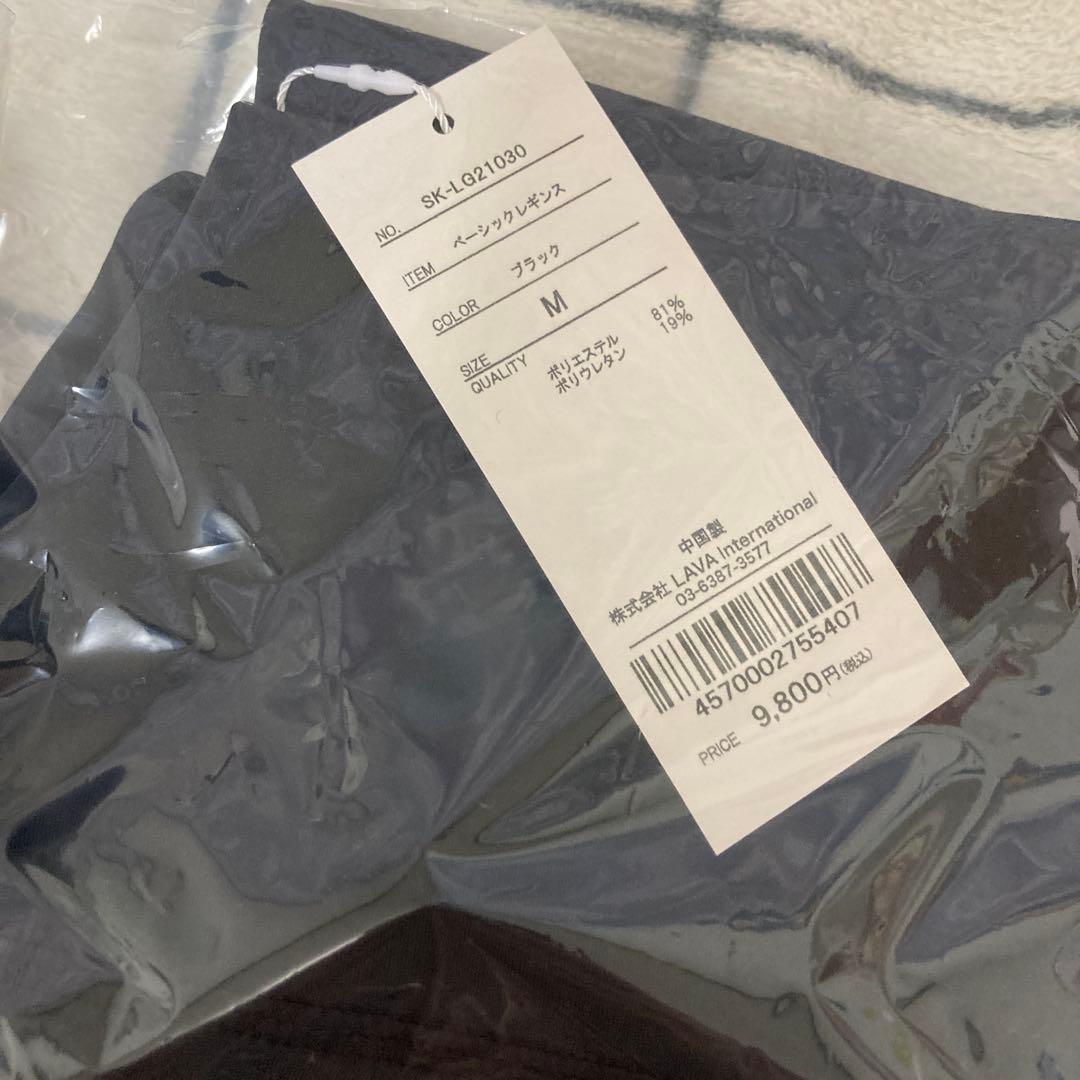 NO. SK-LG21030
ITEM ベーシックレギンス
COLOR ブラック
SIZE M
QUALITY ポリエステル 81%
ポリウレタン 19%
中国製
株式会社 LAVA International
03-6387-3577
4570002755407
PRICE 9,800円(税込)